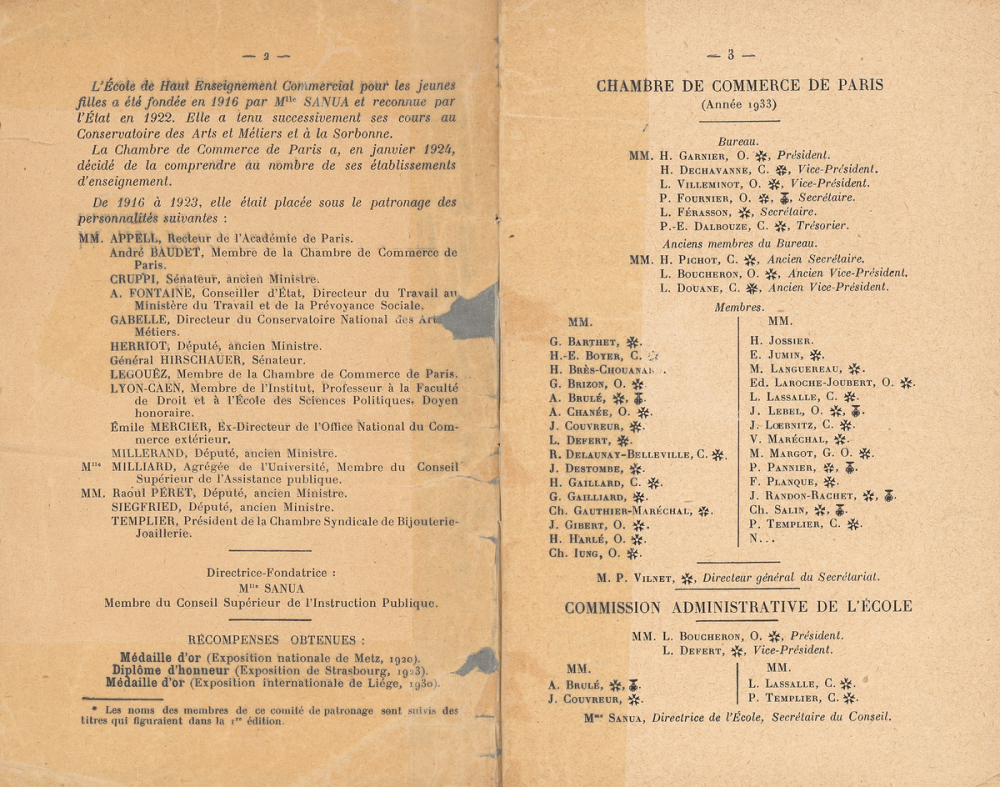 — 2 —
L'École de Haut Enseignement Commercial pour les jeunes
filles a été fondée en 1916 par Mlle SANUA et reconnue par
l'État en 1922. Elle a tenu successivement ses cours au
Conservatoire des Arts et Métiers et à la Sorbonne.
La Chambre de Commerce de Paris a, en janvier 1924,
décidé de la comprendre au nombre de ses établissements
d'enseignement.
De 1916 à 1923, elle était placée sous le patronage des
personnalités suivantes :
MM. APPELL, Recteur de l'Académie de Paris.
André BAUDET, Membre de la Chambre de Commerce de
Paris.
CRUPPI, Sénateur, ancien Ministre.
A. FONTAINE, Conseiller d'État, Directeur du Travail au
Ministère du Travail et de la Prévoyance Sociale.
GABELLE, Directeur du Conservatoire National des Arts
Métiers.
HERRIOT, Député, ancien Ministre.
Général HIRSCHAUER, Sénateur.
LEGOUËZ, Membre de la Chambre de Commerce de Paris.
LYON-CAEN, Membre de l'Institut, Professeur à la Faculté
de Droit et à l'École des Sciences Politiques, Doyen
honoraire.
Émile MERCIER, Ex-Directeur de l'Office National du Com-
merce extérieur.
MILLERAND, Député, ancien Ministre.
Mlle MILLIARD, Agrégée de l'Université, Membre du Conseil
Supérieur de l'Assistance publique.
MM. Raoul PÉRET, Député, ancien Ministre.
SIEGFRIED, Député, ancien Ministre.
TEMPLIER, Président de la Chambre Syndicale de Bijouterie-
Joaillerie.
Directrice-Fondatrice :
Mlle SANUA
Membre du Conseil Supérieur de l'Instruction Publique.
RÉCOMPENSES OBTENUES :
Médaille d'or (Exposition nationale de Metz, 1920).
Diplôme d'honneur (Exposition de Strasbourg, 1923).
Médaille d'or (Exposition internationale de Liége, 1930).
* Les noms des membres de ce comité de patronage sont suivis des
titres qui figuraient dans la 1re édition.
— 3 —
CHAMBRE DE COMMERCE DE PARIS
(Année 1933)
Bureau.
MM. H. GARNIER, O. ✻, Président.
H. DECHAVANNE, C. ✻, Vice-Président.
L. VILLEMINOT, O. ✻, Vice-Président.
P. FOURNIER, O. ✻, Secrétaire.
L. FÉRASSON, ✻, Secrétaire.
P.-E. DALBOUZE, C. ✻, Trésorier.
Anciens membres du Bureau.
MM. H. PICHOT, C. ✻, Ancien Secrétaire.
L. BOUCHERON, O. ✻, Ancien Vice-Président.
L. DOUANE, C. ✻, Ancien Vice-Président.
Membres.
MM.
G. BARTHET, ✻.
H.-E. BOYER, C. ✻
H. BRÈS-CHOUANAR
G. BRIZON, O. ✻.
A. BRULÉ, ✻.
A. CHANÉE, O. ✻.
J. COUVREUR, ✻.
L. DEFERT, ✻.
R. DELAUNAY-BELLEVILLE, C. ✻.
J. DESTOMBE, ✻.
H. GAILLARD, C. ✻.
G. GAILLIARD, ✻.
Ch. GAUTHIER-MARÉCHAL, ✻.
J. GIBERT, O. ✻.
H. HARLÉ, O. ✻.
Ch. IUNG, O. ✻.
MM.
H. JOSSIER.
E. JUMIN, ✻.
M. LANGUEREAU, ✻.
Ed. LAROCHE-JOUBERT, O. ✻.
L. LASSALLE, C. ✻.
J. LEBEL, O. ✻.
J. LŒBNITZ, C. ✻.
V. MARÉCHAL, ✻.
M. MARGOT, G. O. ✻.
P. PANNIER, ✻.
F. PLANQUE, ✻.
J. RANDON-RACHET, ✻.
Ch. SALIN, ✻.
P. TEMPLIER, C. ✻.
N...
M. P. VILNET, ✻, Directeur général du Secrétariat.
COMMISSION ADMINISTRATIVE DE L'ÉCOLE
MM. L. BOUCHERON, O. ✻, Président.
L. DEFERT, ✻, Vice-Président.
MM.
A. BRULÉ, ✻.
J. COUVREUR, ✻.
MM.
L. LASSALLE, C. ✻.
P. TEMPLIER, C. ✻.
Mme SANUA, Directrice de l'École, Secrétaire du Conseil.